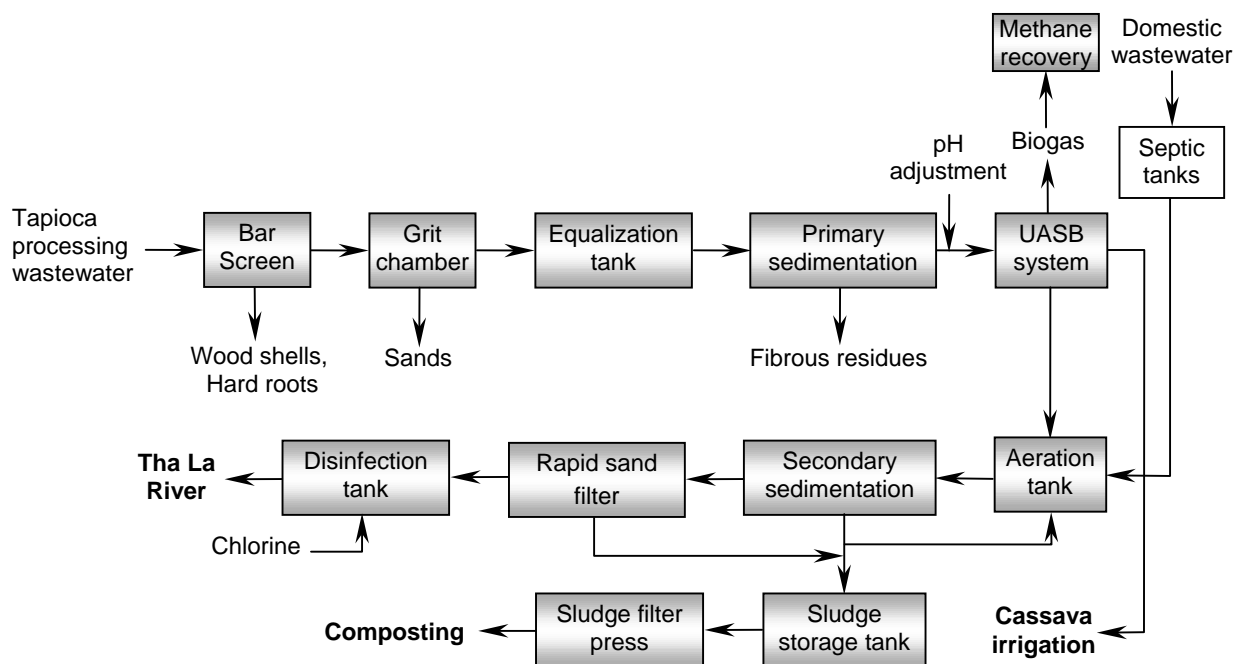 Methane
recovery
Domestic
wastewater
pH
adjustment
Biogas
Septic
tanks
Tapioca
processing
wastewater
Bar
Screen
Grit
chamber
Equalization
tank
Primary
sedimentation
UASB
system
Wood shells,
Hard roots
Sands
Fibrous residues
Tha La
River
Disinfection
tank
Rapid sand
filter
Secondary
sedimentation
Aeration
tank
Chlorine
Composting
Sludge filter
press
Sludge
storage tank
Cassava
irrigation